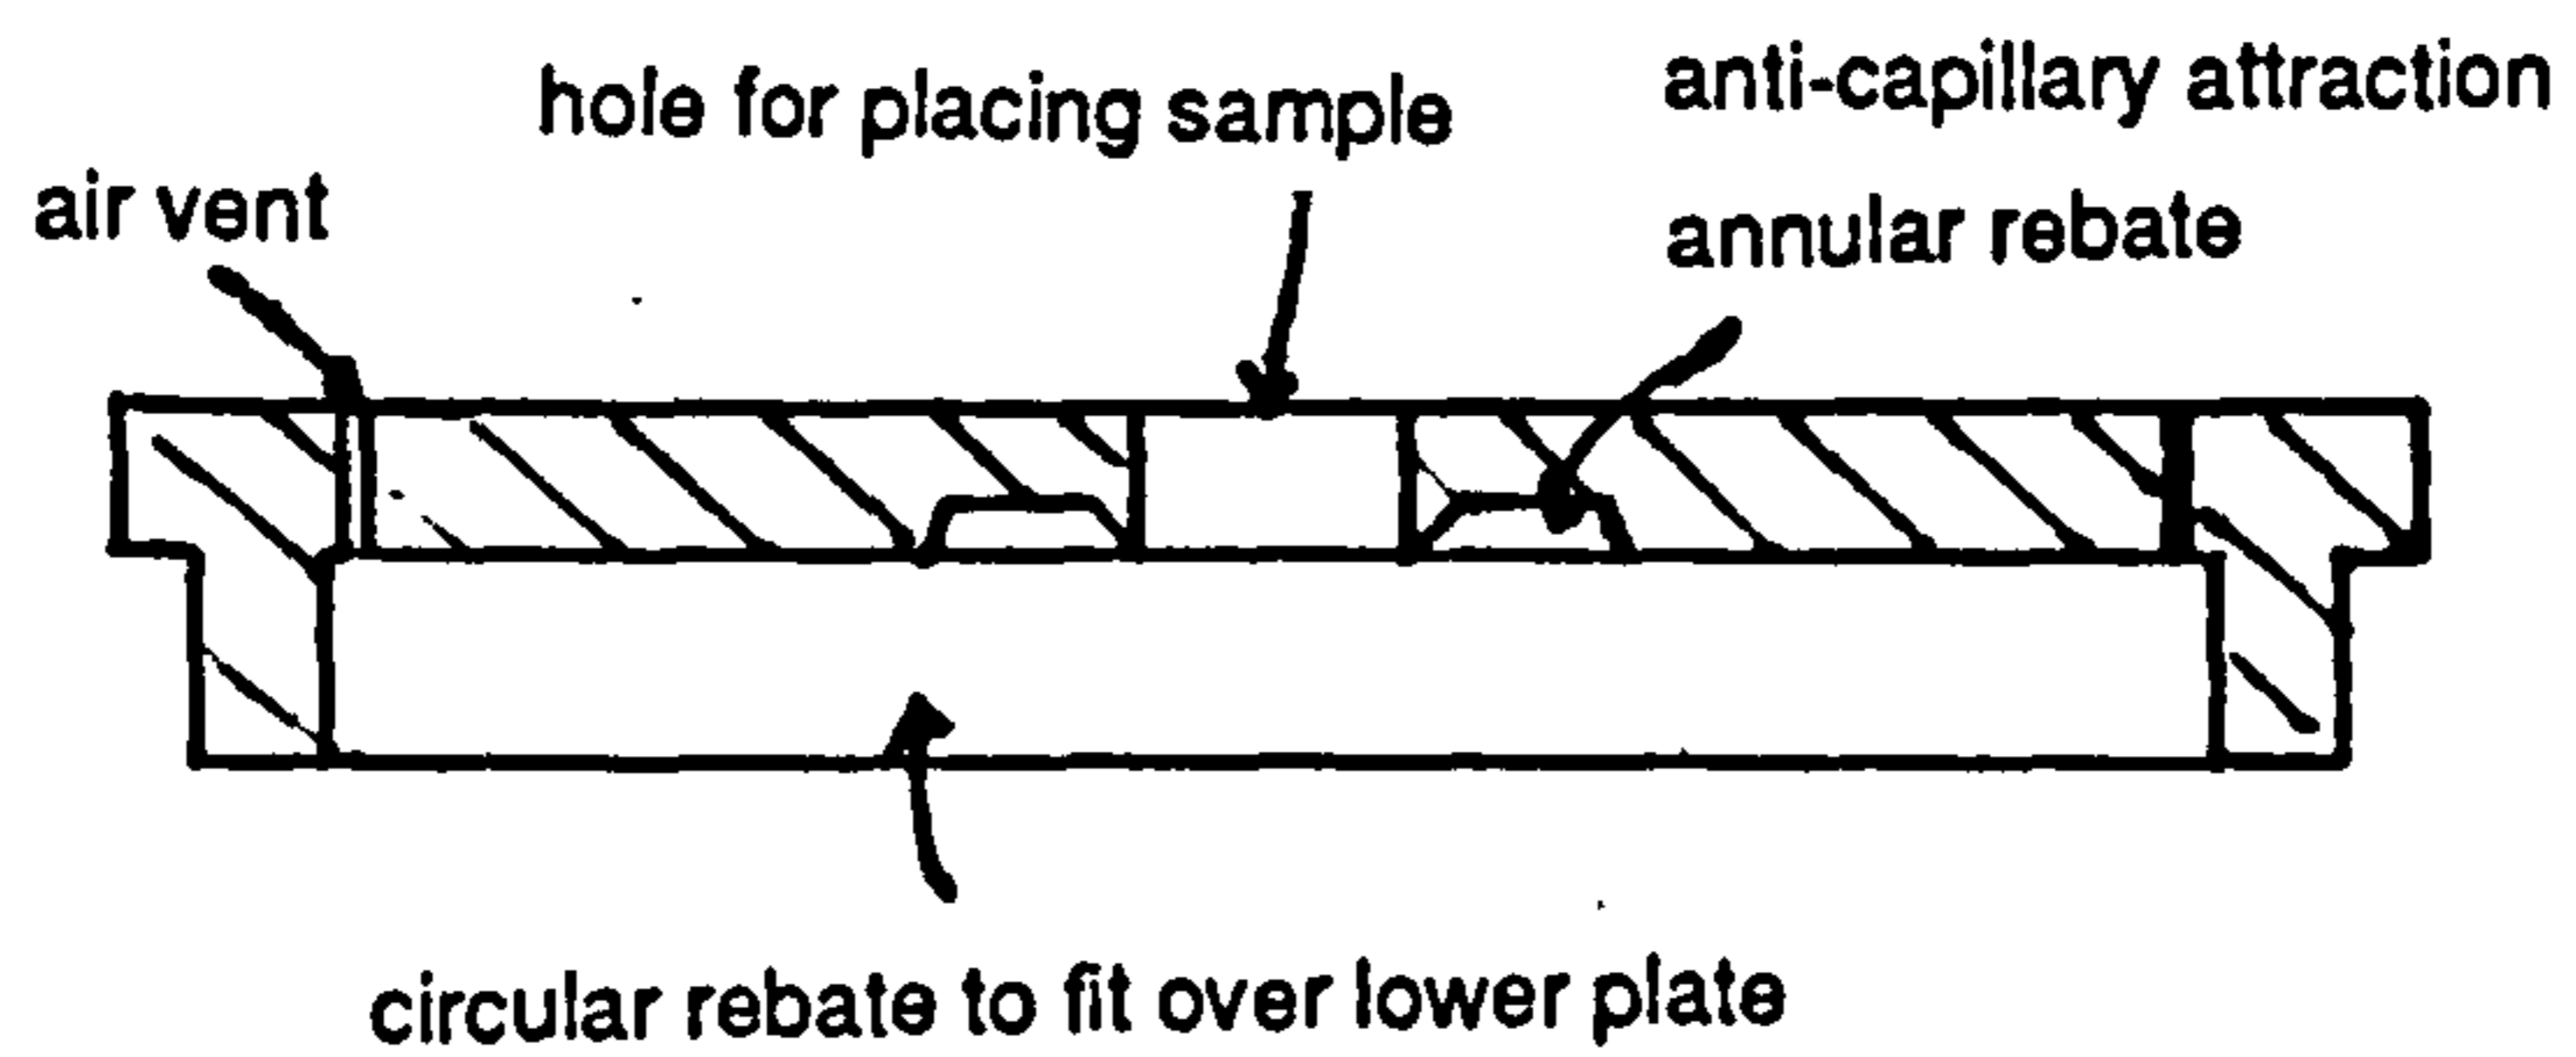 hole for placing sample
anti-capillary attraction
annular rebate
air vent
circular rebate to fit over lower plate